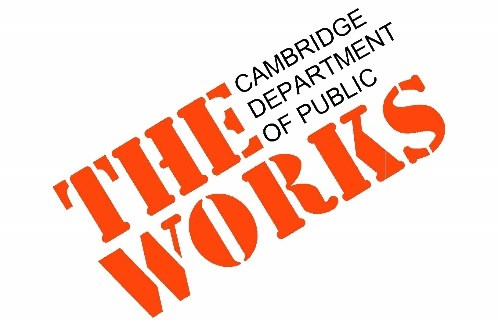 THE
CAMBRIDGE
DEPARTMENT
OF PUBLIC
WORKS